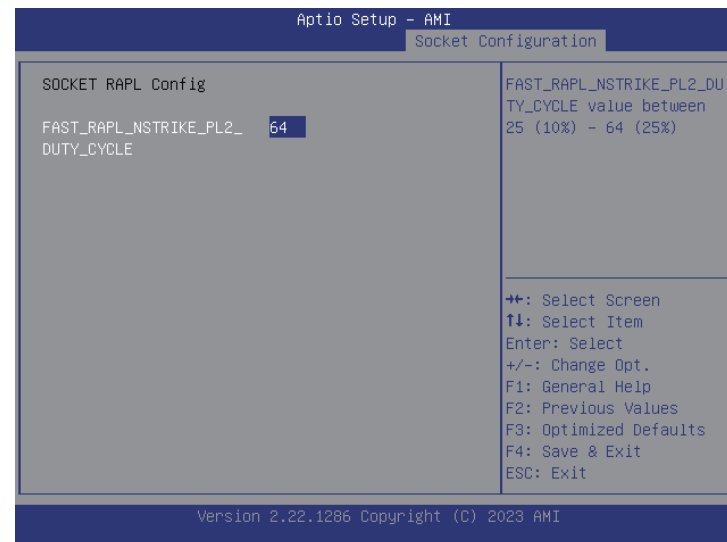 Aptio Setup – AMI
Socket Configuration
SOCKET RAPL Config
FAST_RAPL_NSTRIKE_PL2_ 64
DUTY_CYCLE
FAST_RAPL_NSTRIKE_PL2_DU
TY_CYCLE value between
25 (10%) – 64 (25%)
→←: Select Screen
↑↓: Select Item
Enter: Select
+/-: Change Opt.
F1: General Help
F2: Previous Values
F3: Optimized Defaults
F4: Save & Exit
ESC: Exit
Version 2.22.1286 Copyright (C) 2023 AMI